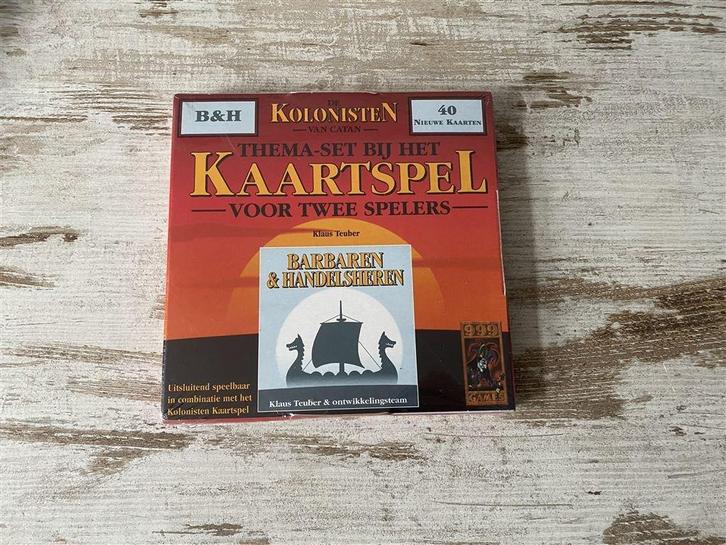 B&H
DE
KOLONISTEN
VAN CATAN
40
NIEUWE KAARTEN
THEMA-SET BIJ HET
KAARTSPEL
VOOR TWEE SPELERS
Klaus Teuber
BARBAREN
& HANDELSHEREN
Klaus Teuber & ontwikkelingsteam
Uitsluitend speelbaar
in combinatie met het
Kolonisten Kaartspel
999
GAMES